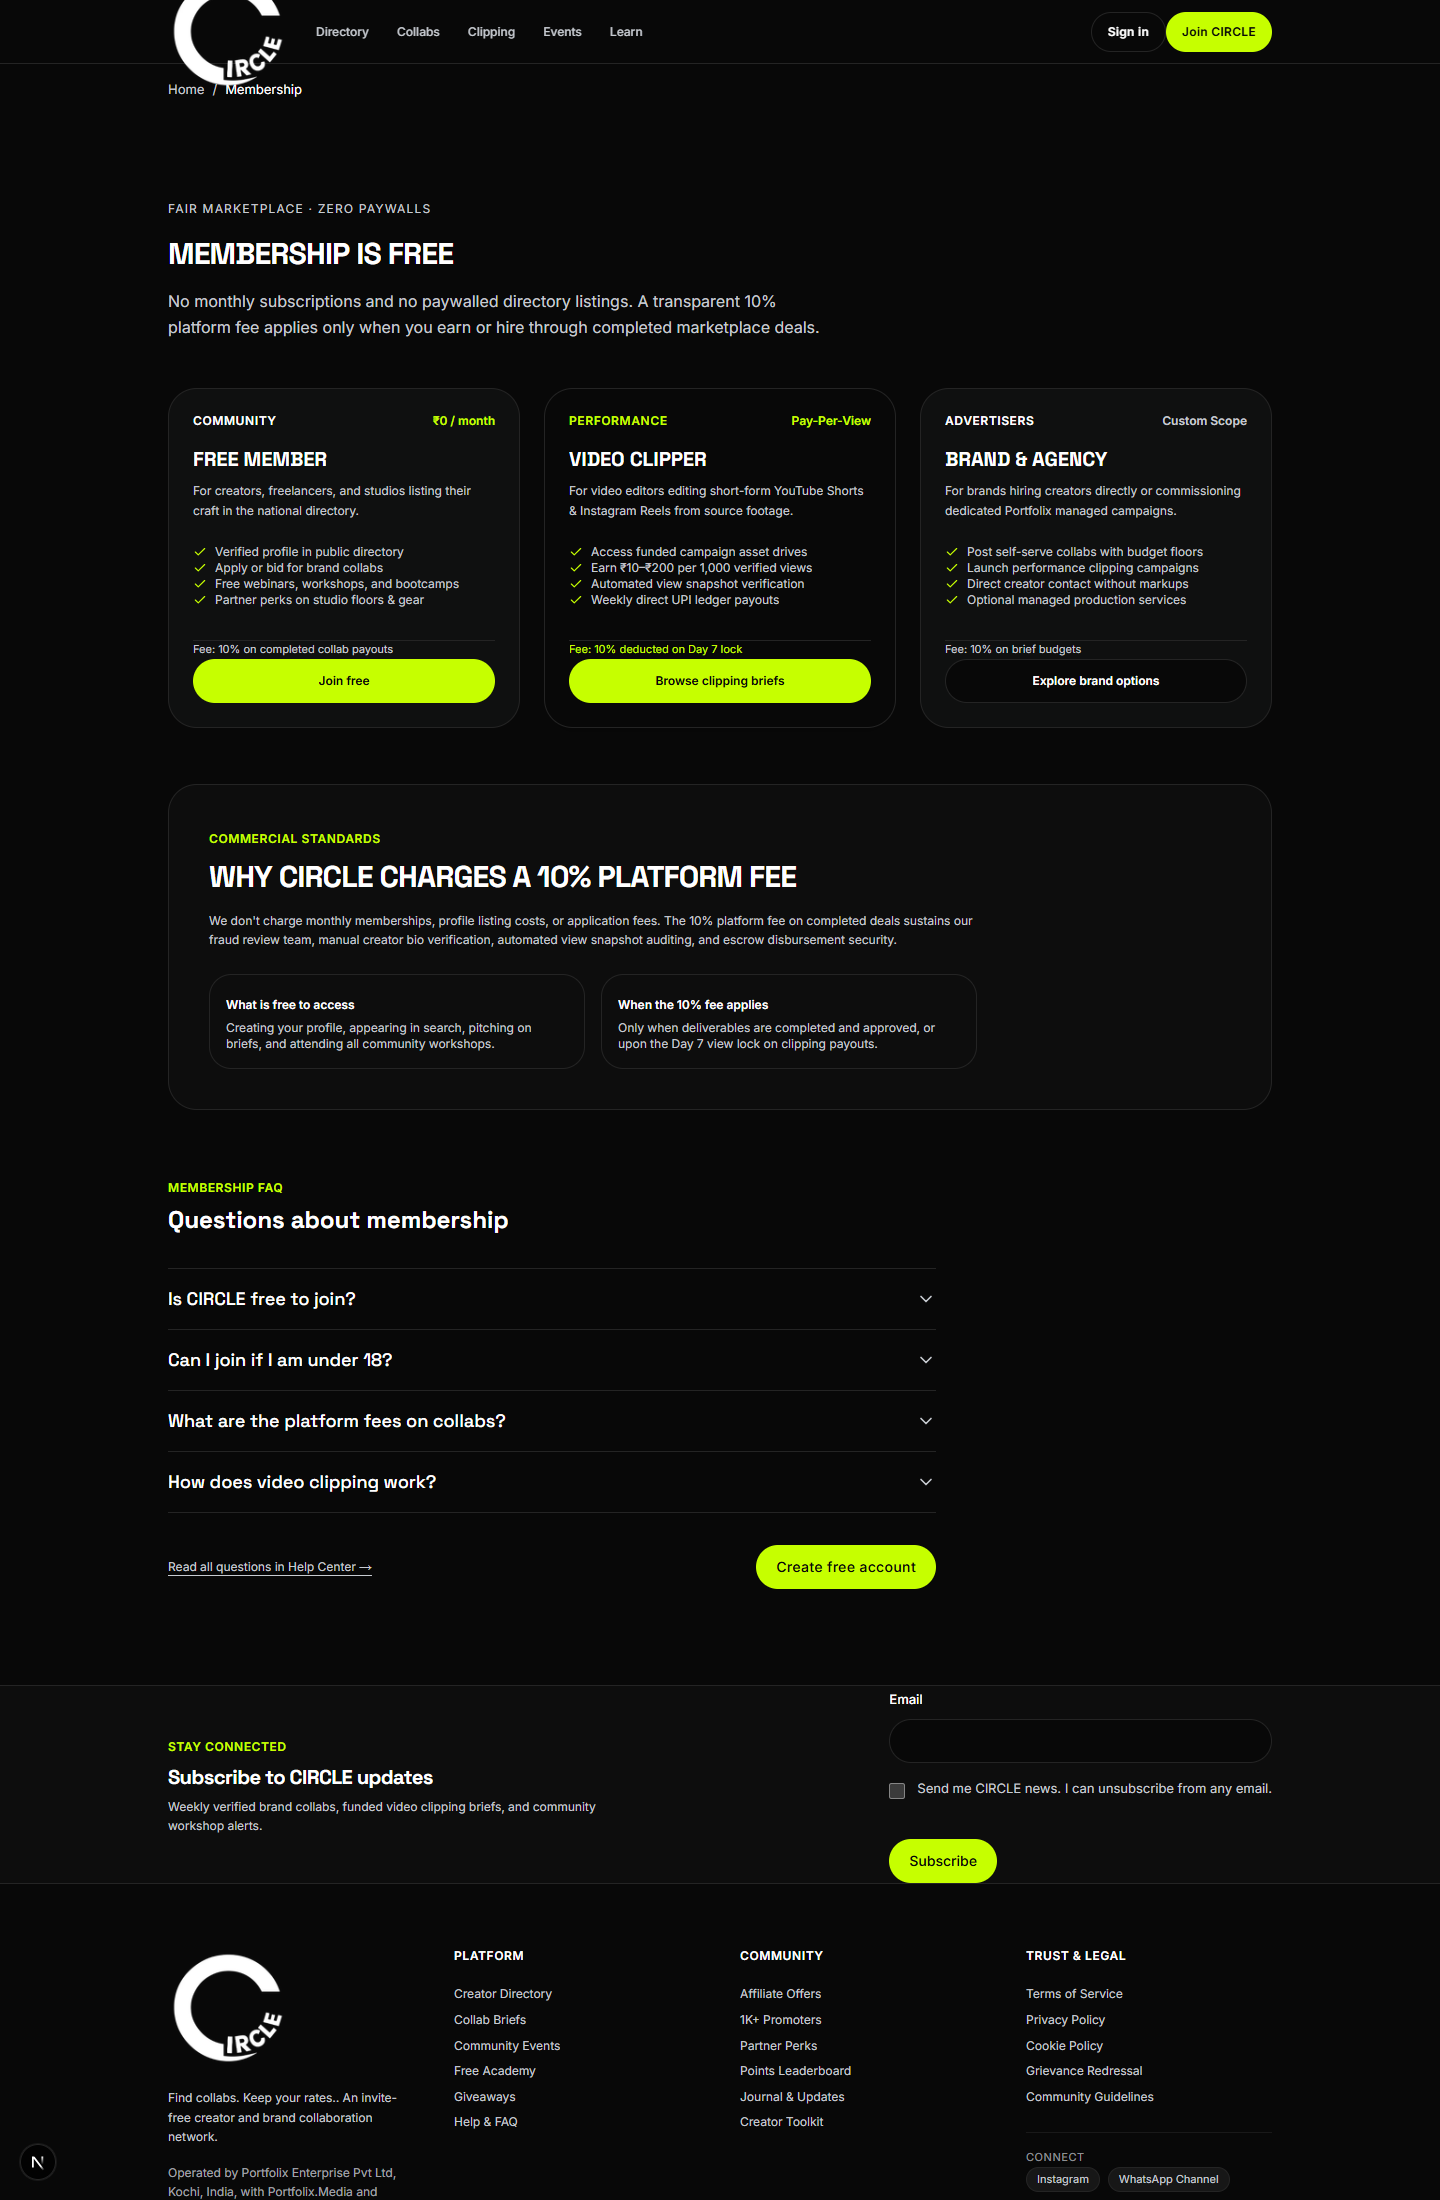 CIRCLE
Directory
Collabs
Clipping
Events
Learn
Sign in
Join CIRCLE
Home / Membership
FAIR MARKETPLACE · ZERO PAYWALLS
MEMBERSHIP IS FREE
No monthly subscriptions and no paywalled directory listings. A transparent 10%
platform fee applies only when you earn or hire through completed marketplace deals.
COMMUNITY
₹0 / month
FREE MEMBER
For creators, freelancers, and studios listing their
craft in the national directory.
Verified profile in public directory
Apply or bid for brand collabs
Free webinars, workshops, and bootcamps
Partner perks on studio floors & gear
Fee: 10% on completed collab payouts
Join free
PERFORMANCE
Pay-Per-View
VIDEO CLIPPER
For video editors editing short-form YouTube Shorts
& Instagram Reels from source footage.
Access funded campaign asset drives
Earn ₹10–₹200 per 1,000 verified views
Automated view snapshot verification
Weekly direct UPI ledger payouts
Fee: 10% deducted on Day 7 lock
Browse clipping briefs
ADVERTISERS
Custom Scope
BRAND & AGENCY
For brands hiring creators directly or commissioning
dedicated Portfolix managed campaigns.
Post self-serve collabs with budget floors
Launch performance clipping campaigns
Direct creator contact without markups
Optional managed production services
Fee: 10% on brief budgets
Explore brand options
COMMERCIAL STANDARDS
WHY CIRCLE CHARGES A 10% PLATFORM FEE
We don't charge monthly memberships, profile listing costs, or application fees. The 10% platform fee on completed deals sustains our
fraud review team, manual creator bio verification, automated view snapshot auditing, and escrow disbursement security.
What is free to access
Creating your profile, appearing in search, pitching on
briefs, and attending all community workshops.
When the 10% fee applies
Only when deliverables are completed and approved, or
upon the Day 7 view lock on clipping payouts.
MEMBERSHIP FAQ
Questions about membership
Is CIRCLE free to join?
Can I join if I am under 18?
What are the platform fees on collabs?
How does video clipping work?
Read all questions in Help Center →
Create free account
STAY CONNECTED
Subscribe to CIRCLE updates
Weekly verified brand collabs, funded video clipping briefs, and community
workshop alerts.
Email
Send me CIRCLE news. I can unsubscribe from any email.
Subscribe
CIRCLE
Find collabs. Keep your rates.. An invite-
free creator and brand collaboration
network.
Operated by Portfolix Enterprise Pvt Ltd,
Kochi, India, with Portfolix.Media and
PLATFORM
Creator Directory
Collab Briefs
Community Events
Free Academy
Giveaways
Help & FAQ
COMMUNITY
Affiliate Offers
1K+ Promoters
Partner Perks
Points Leaderboard
Journal & Updates
Creator Toolkit
TRUST & LEGAL
Terms of Service
Privacy Policy
Cookie Policy
Grievance Redressal
Community Guidelines
CONNECT
Instagram
WhatsApp Channel
N